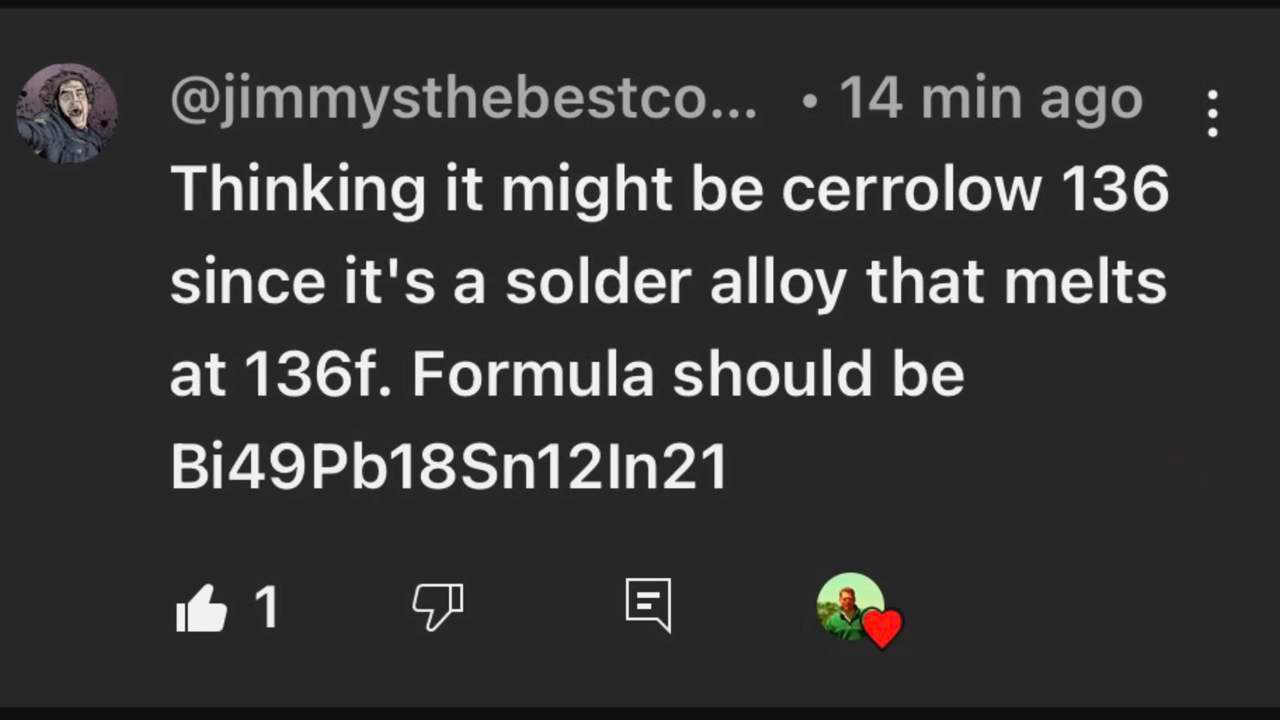 @jimmysthebestco... • 14 min ago
Thinking it might be cerrolow 136
since it's a solder alloy that melts
at 136f. Formula should be
Bi49Pb18Sn12In21
1